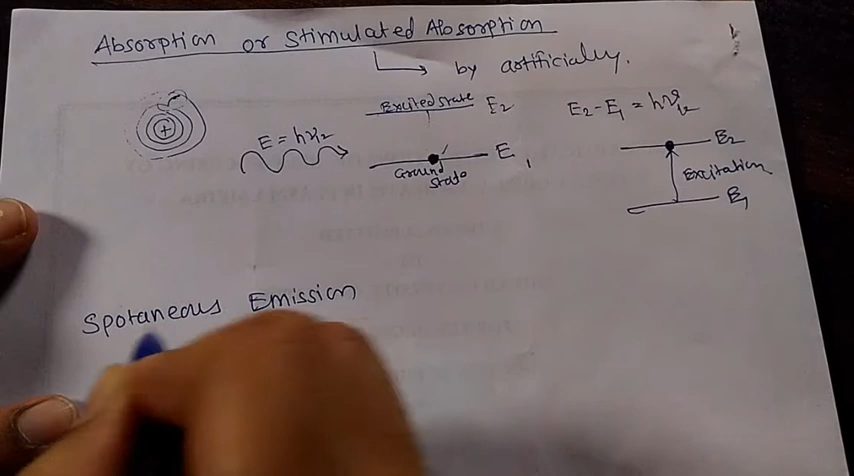 Absorption or Stimulated Absorption
by artificialy.
Excited state E2
E2-E1 = hν12
E = hν12
E1
Ground
State
E2
Excitation
E1
Spotaneous Emission